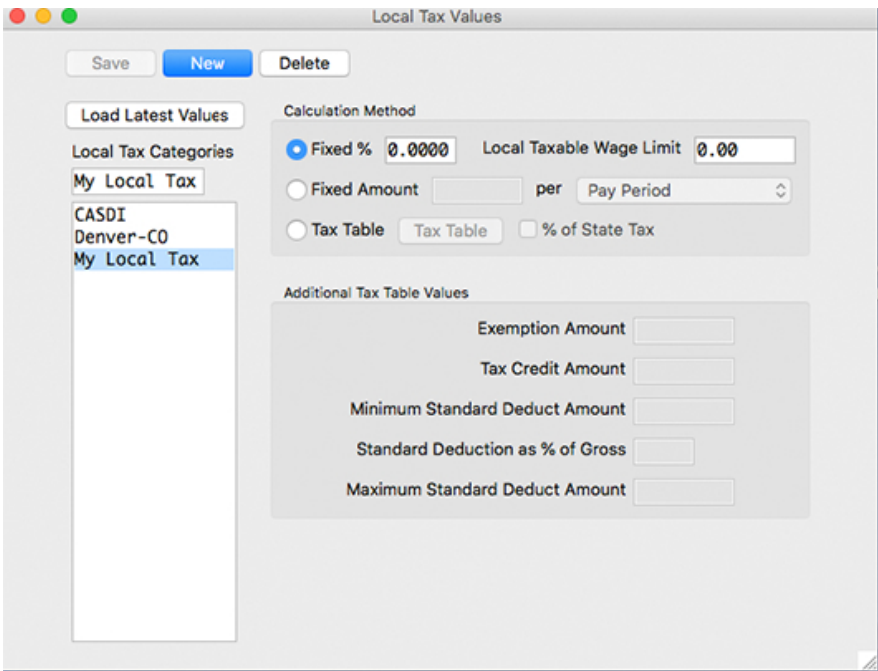 Local Tax Values
Save New Delete
Load Latest Values
Local Tax Categories
My Local Tax
CASDI
Denver-CO
My Local Tax
Calculation Method
Fixed % 0.0000 Local Taxable Wage Limit 0.00
Fixed Amount per Pay Period
Tax Table Tax Table % of State Tax
Additional Tax Table Values
Exemption Amount
Tax Credit Amount
Minimum Standard Deduct Amount
Standard Deduction as % of Gross
Maximum Standard Deduct Amount